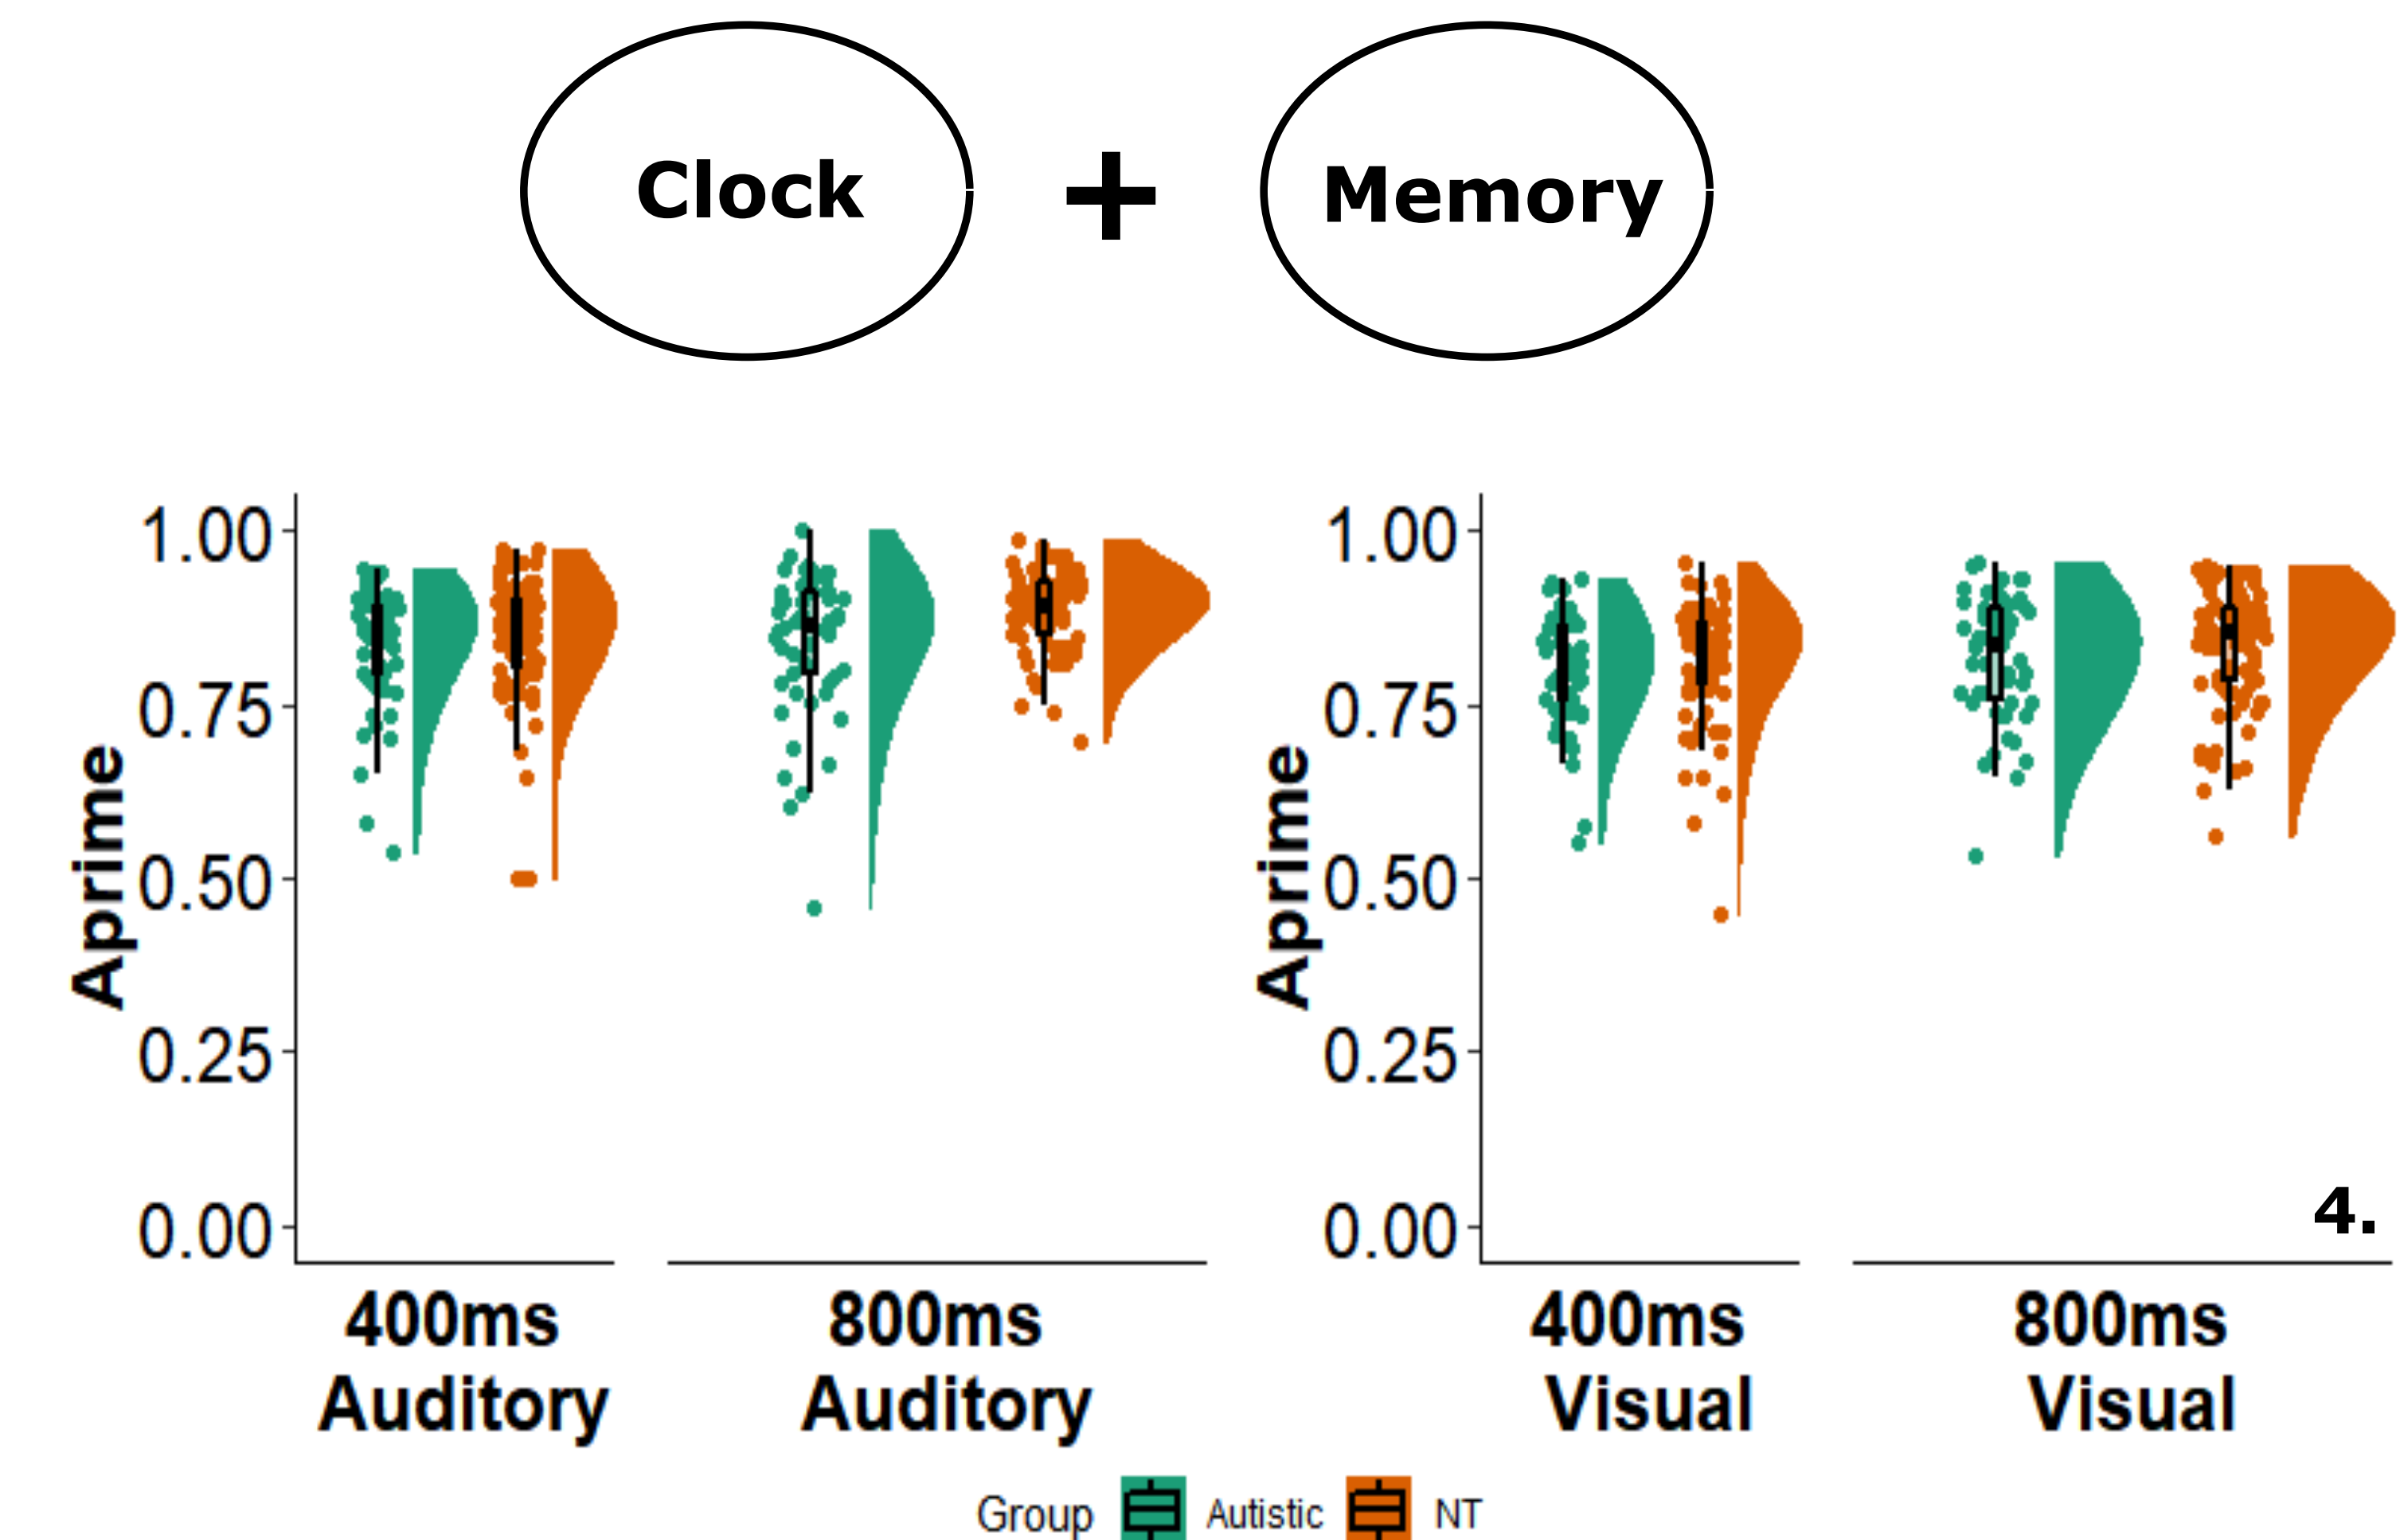 Clock + Memory
Aprime
1.00
0.75
0.50
0.25
0.00
400ms
Auditory
800ms
Auditory
Aprime
1.00
0.75
0.50
0.25
0.00
400ms
Visual
800ms
Visual
4.
Group Autistic NT